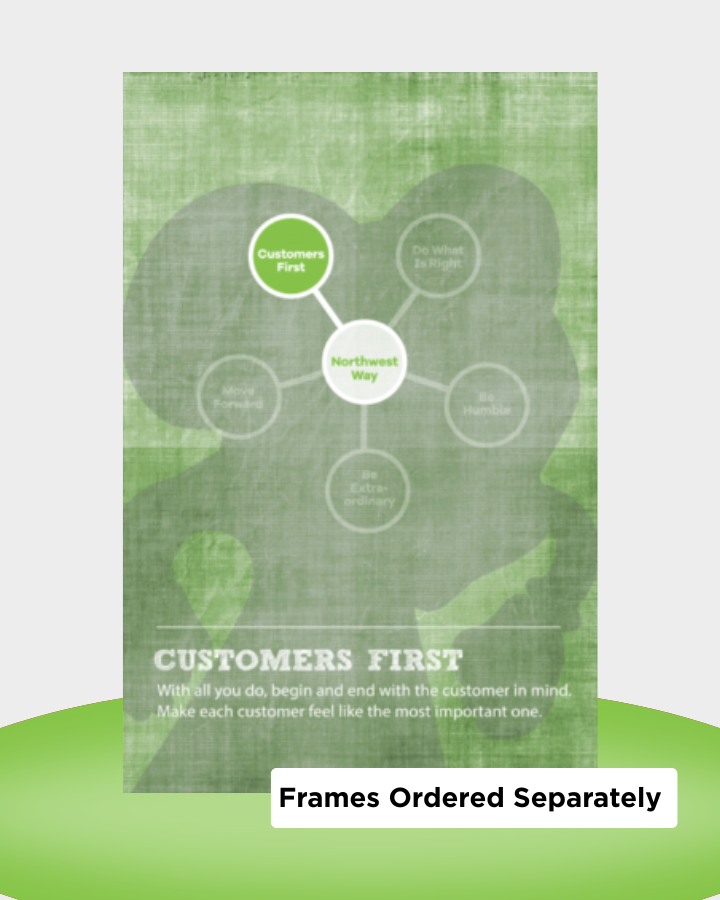 Customers
First
Do What
Is Right
Northwest
Way
Move
Forward
Be
Humble
Be
Extra-
ordinary
CUSTOMERS FIRST
With all you do, begin and end with the customer in mind.
Make each customer feel like the most important one.
Frames Ordered Separately